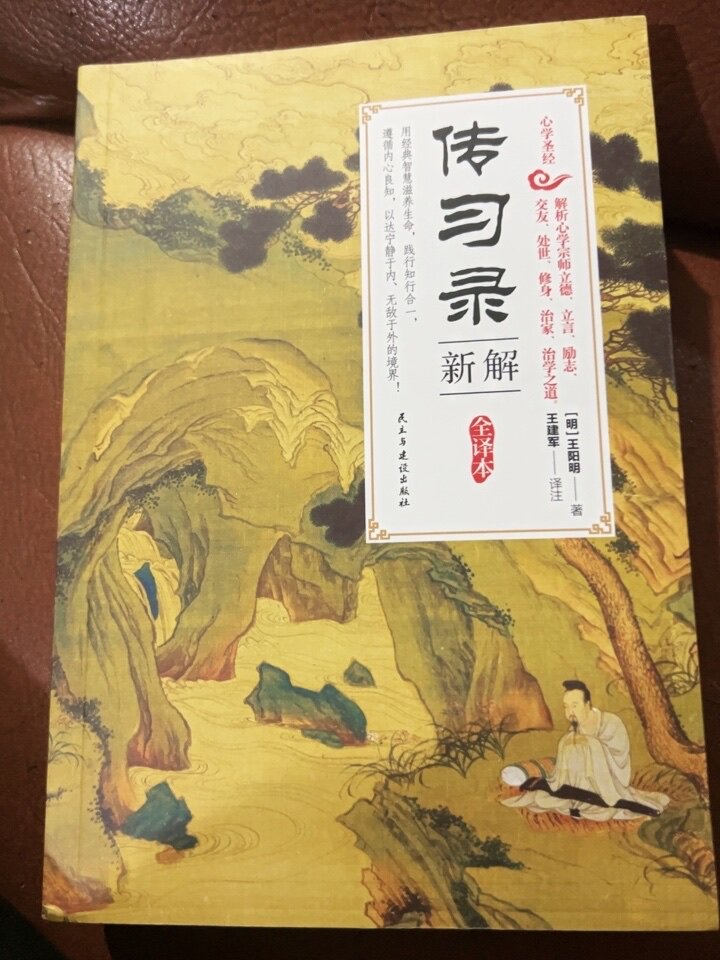 心学圣经
解析心学宗师立德、立言、励志、
交友、处世、修身、治家、治学之道。
[明]王阳明——著
王建军——译注
传习录
新解
全译本
用经典智慧滋养生命，践行知行合一，
遵循内心良知，以达宁静于内、无敌于外的境界！
民主与建设出版社